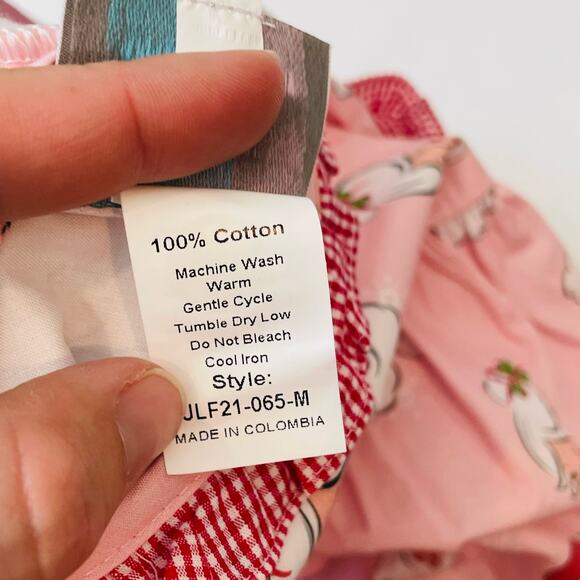 100% Cotton
Machine Wash
Warm
Gentle Cycle
Tumble Dry Low
Do Not Bleach
Cool Iron
Style:
JLF21-065-M
MADE IN COLOMBIA